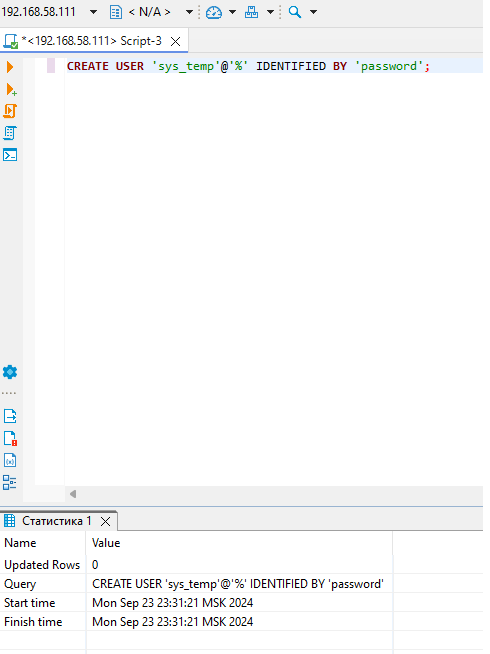 192.168.58.111 < N/A >
*<192.168.58.111> Script-3
CREATE USER 'sys_temp'@'%' IDENTIFIED BY 'password';
Статистика 1
Name Value
Updated Rows 0
Query CREATE USER 'sys_temp'@'%' IDENTIFIED BY 'password'
Start time Mon Sep 23 23:31:21 MSK 2024
Finish time Mon Sep 23 23:31:21 MSK 2024